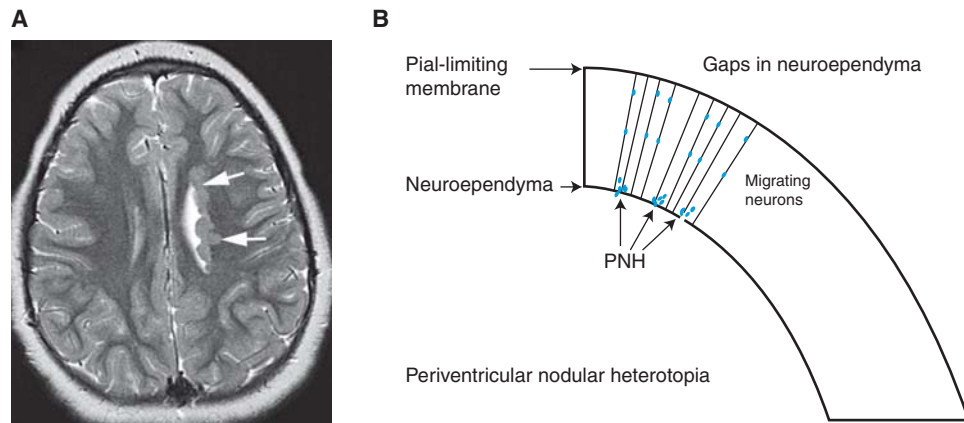 A
B
Pial-limiting
membrane
Gaps in neuroependyma
Neuroependyma
Migrating
neurons
PNH
Periventricular nodular heterotopia